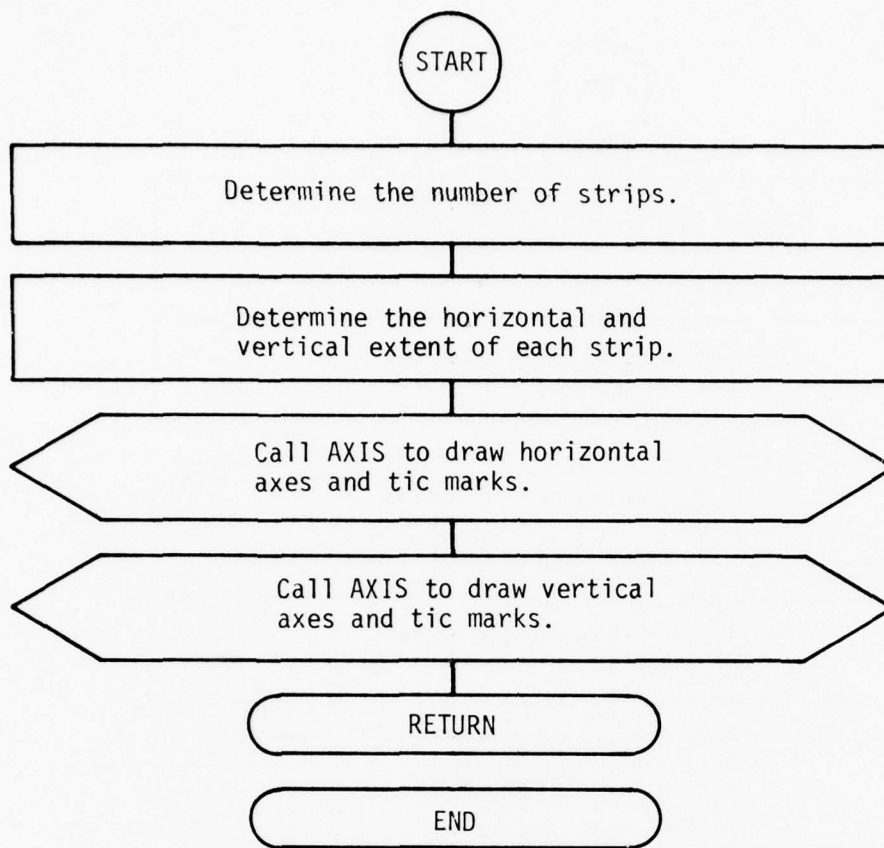 START
Determine the number of strips.
Determine the horizontal and
vertical extent of each strip.
Call AXIS to draw horizontal
axes and tic marks.
Call AXIS to draw vertical
axes and tic marks.
RETURN
END